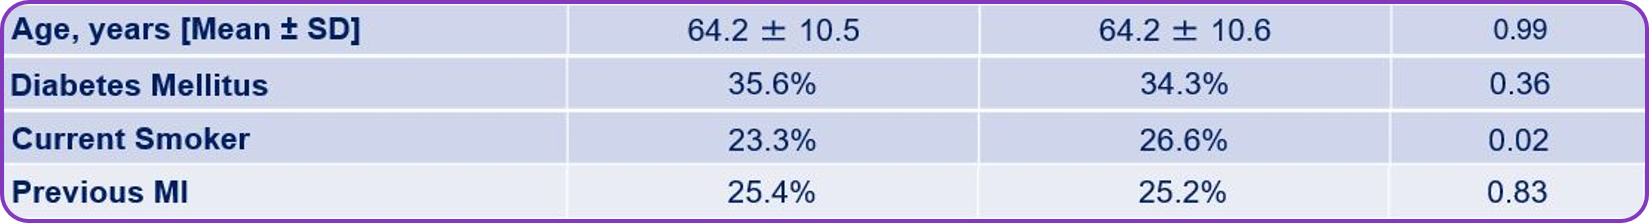 Age, years [Mean ± SD] 64.2 ± 10.5 64.2 ± 10.6 0.99
Diabetes Mellitus 35.6% 34.3% 0.36
Current Smoker 23.3% 26.6% 0.02
Previous MI 25.4% 25.2% 0.83